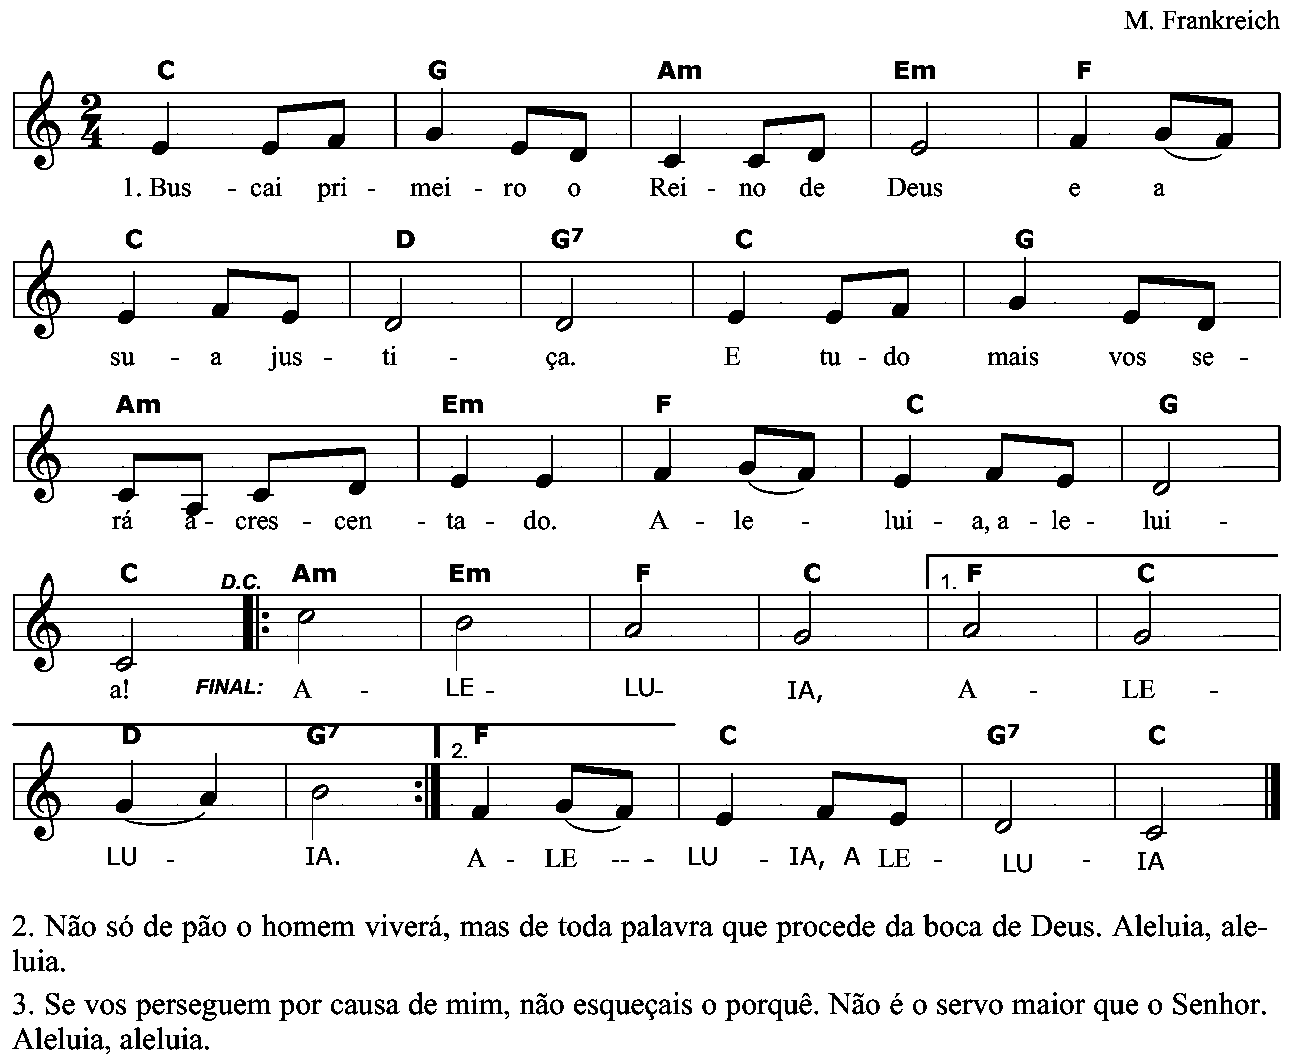 M. Frankreich
C G Am Em F
2
4
1. Bus - cai pri - mei - ro o Rei - no de Deus e a
C D G7 C G
su - a jus - ti - ça. E tu - do mais vos se -
Am Em F C G
rá a - cres - cen - ta - do. A - le - lui - a, a - le - lui -
C D.C. Am Em F C 1. F C
a! FINAL: A - LE - LU- IA, A - LE -
D G7 2. F C G7 C
LU - IA. A - LE -- - LU - IA, A LE - LU - IA
2. Não só de pão o homem viverá, mas de toda palavra que procede da boca de Deus. Aleluia, ale-
luia.
3. Se vos perseguem por causa de mim, não esqueçais o porquê. Não é o servo maior que o Senhor.
Aleluia, aleluia.